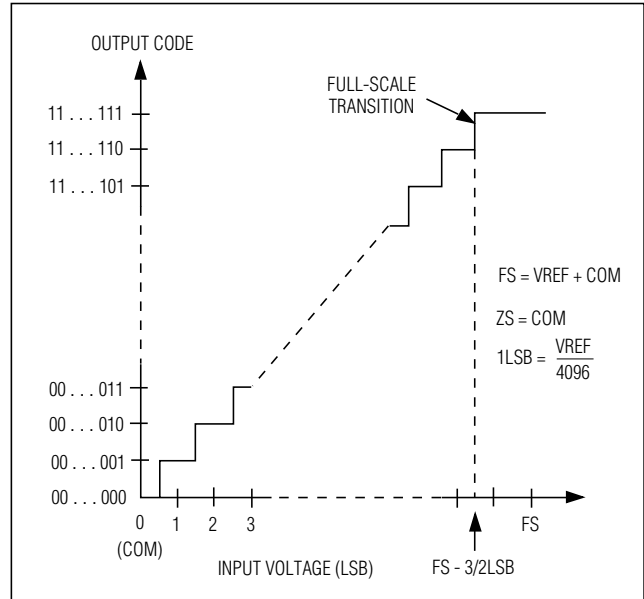 OUTPUT CODE
FULL-SCALE
TRANSITION
11 . . . 111
11 . . . 110
11 . . . 101
FS = VREF + COM
ZS = COM
1LSB = VREF
4096
00 . . . 011
00 . . . 010
00 . . . 001
00 . . . 000
0 1 2 3 FS
(COM)
INPUT VOLTAGE (LSB) FS - 3/2LSB